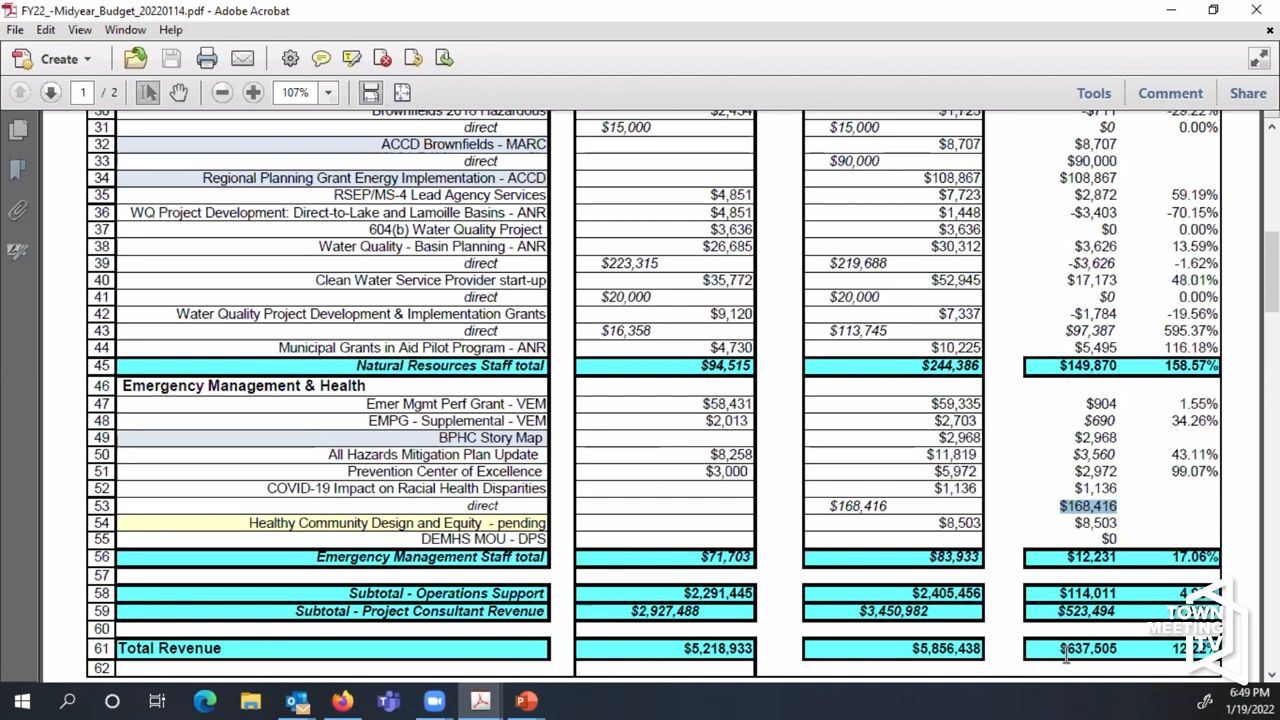 FY22_-Midyear_Budget_20220114.pdf - Adobe Acrobat
File Edit View Window Help
Create
1 / 2 107% Tools Comment Share
30 Brownfields 2018 Hazardous $2,434 $1,723 -$711 -29.22%
31 direct $15,000 $15,000 $0 0.00%
32 ACCD Brownfields - MARC $8,707 $8,707
33 direct $90,000 $90,000
34 Regional Planning Grant Energy Implementation - ACCD $108,867 $108,867
35 RSEP/MS-4 Lead Agency Services $4,851 $7,723 $2,872 59.19%
36 WQ Project Development: Direct-to-Lake and Lamoille Basins - ANR $4,851 $1,448 -$3,403 -70.15%
37 604(b) Water Quality Project $3,636 $3,636 $0 0.00%
38 Water Quality - Basin Planning - ANR $26,685 $30,312 $3,626 13.59%
39 direct $223,315 $219,688 -$3,626 -1.62%
40 Clean Water Service Provider start-up $35,772 $52,945 $17,173 48.01%
41 direct $20,000 $20,000 $0 0.00%
42 Water Quality Project Development & Implementation Grants $9,120 $7,337 -$1,784 -19.56%
43 direct $16,358 $113,745 $97,387 595.37%
44 Municipal Grants in Aid Pilot Program - ANR $4,730 $10,225 $5,495 116.18%
45 Natural Resources Staff total $94,515 $244,386 $149,870 158.57%
46 Emergency Management & Health
47 Emer Mgmt Perf Grant - VEM $58,431 $59,335 $904 1.55%
48 EMPG - Supplemental - VEM $2,013 $2,703 $690 34.26%
49 BPHC Story Map $2,968 $2,968
50 All Hazards Mitigation Plan Update $8,258 $11,819 $3,560 43.11%
51 Prevention Center of Excellence $3,000 $5,972 $2,972 99.07%
52 COVID-19 Impact on Racial Health Disparities $1,136 $1,136
53 direct $168,416 $168,416
54 Healthy Community Design and Equity - pending $8,503 $8,503
55 DEMHS MOU - DPS $0
56 Emergency Management Staff total $71,703 $83,933 $12,231 17.06%
57
58 Subtotal - Operations Support $2,291,445 $2,405,456 $114,011
59 Subtotal - Project Consultant Revenue $2,927,488 $3,450,982 $523,494
60
61 Total Revenue $5,218,933 $5,856,438 $637,505
62
TOWN
MEETING
TV
6:49 PM
1/19/2022